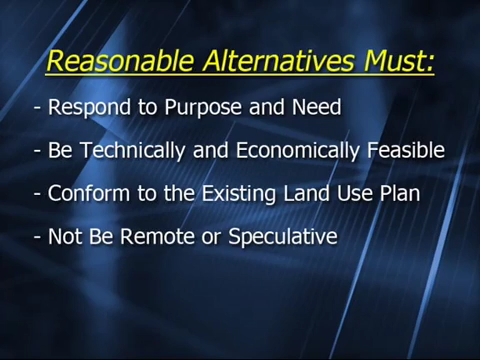 Reasonable Alternatives Must:
- Respond to Purpose and Need
- Be Technically and Economically Feasible
- Conform to the Existing Land Use Plan
- Not Be Remote or Speculative